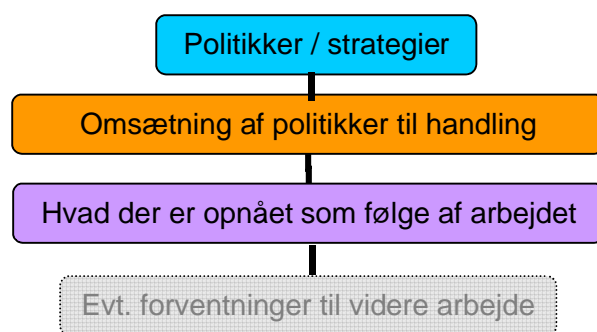 Politikker / strategier
Omsætning af politikker til handling
Hvad der er opnået som følge af arbejdet
Evt. forventninger til videre arbejde